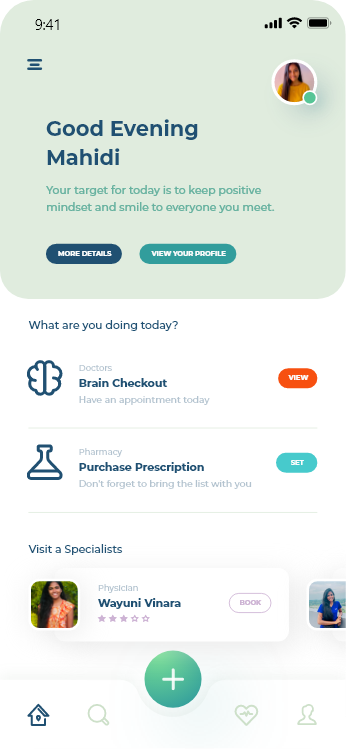 9:41
Good Evening
Mahidi
Your target for today is to keep positive
mindset and smile to everyone you meet.
MORE DETAILS
VIEW YOUR PROFILE
What are you doing today?
Doctors
Brain Checkout
Have an appointment today
VIEW
Pharmacy
Purchase Prescription
Don't forget to bring the list with you
SET
Visit a Specialists
Physician
Wayuni Vinara
BOOK